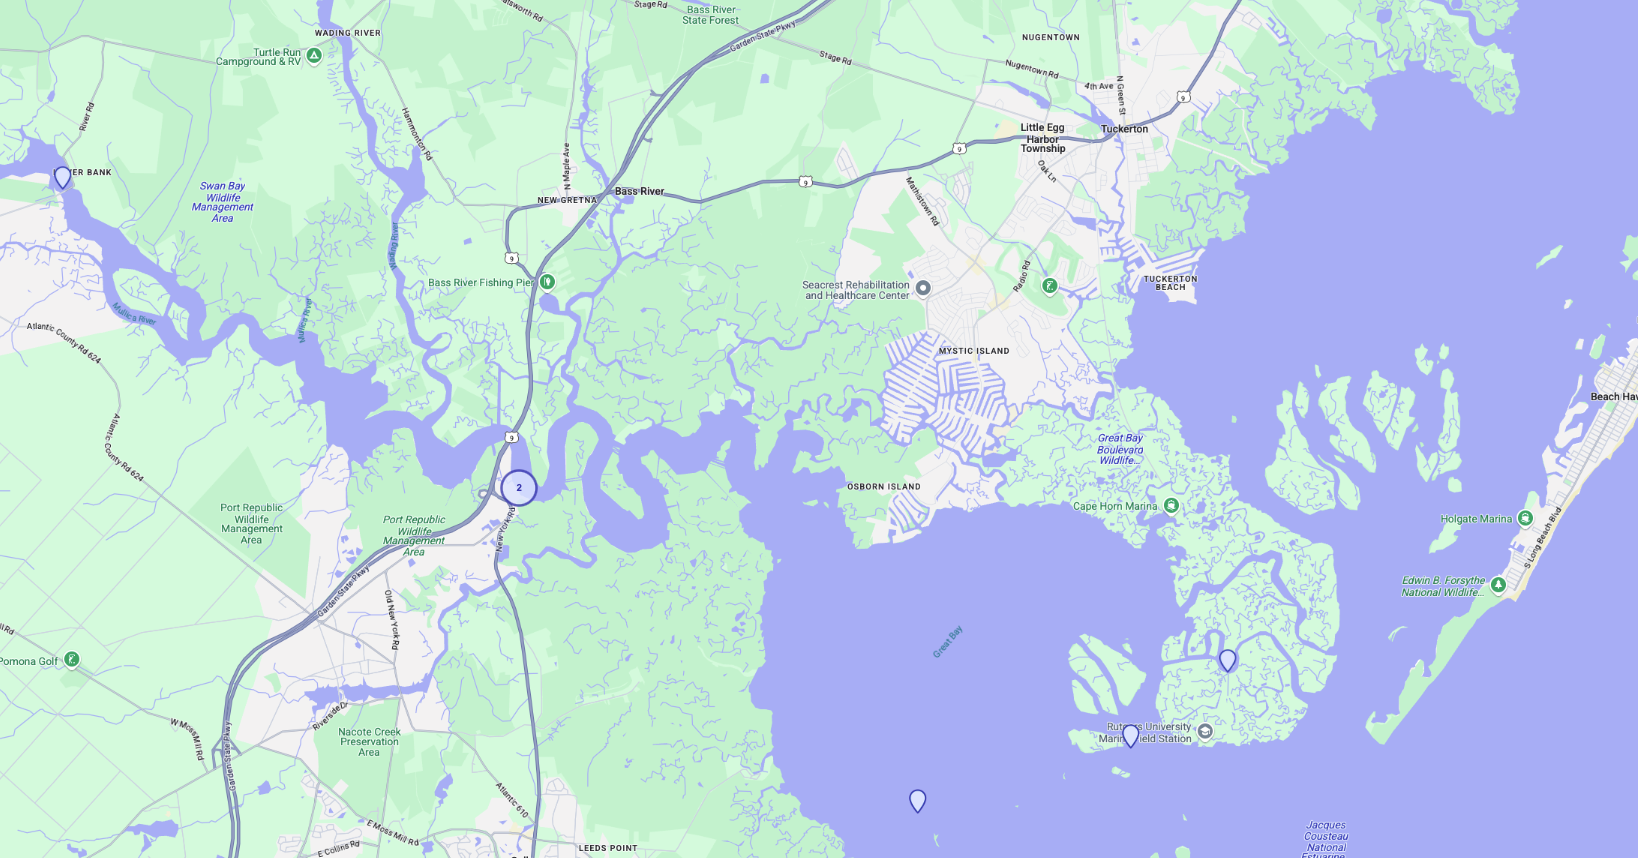 Bass River
State Forest
Stage Rd
WADING RIVER
Garden State Pkwy
NUGENTOWN
Turtle Run
Campground & RV
Stage Rd
Nugentown Rd
4th Ave
N Green St
9
River Rd
Hammonton Rd
Little Egg
Harbor
Township
Tuckerton
9
N Maple Ave
Oak Ln
9
Swan Bay
Wildlife
Management
Area
NEW GRETNA
Bass River
Mathistown Rd
Wading River
9
Radio Rd
TUCKERTON
BEACH
Bass River Fishing Pier
Seacrest Rehabilitation
and Healthcare Center
Mullica River
Mullica River
Atlantic County Rd 624
MYSTIC ISLAND
Beach Hav
Atlantic
County Rd 624
9
Great Bay
Boulevard
Wildlife...
OSBORN ISLAND
2
Cape Horn Marina
Holgate Marina
Port Republic
Wildlife
Management
Area
Port Republic
Wildlife
Management
Area
New York Rd
S Long Beach Blvd
Edwin B. Forsythe
National Wildlife...
Garden State Pkwy
Old New York Rd
Great Bay
Pomona Golf
Riverside Dr
W Moss Mill Rd
Nacote Creek
Preservation
Area
Garden State Pkwy
Field Station
Atlantic 610
E Moss Mill Rd
E Collins Rd
LEEDS POINT
Jacques
Cousteau
National